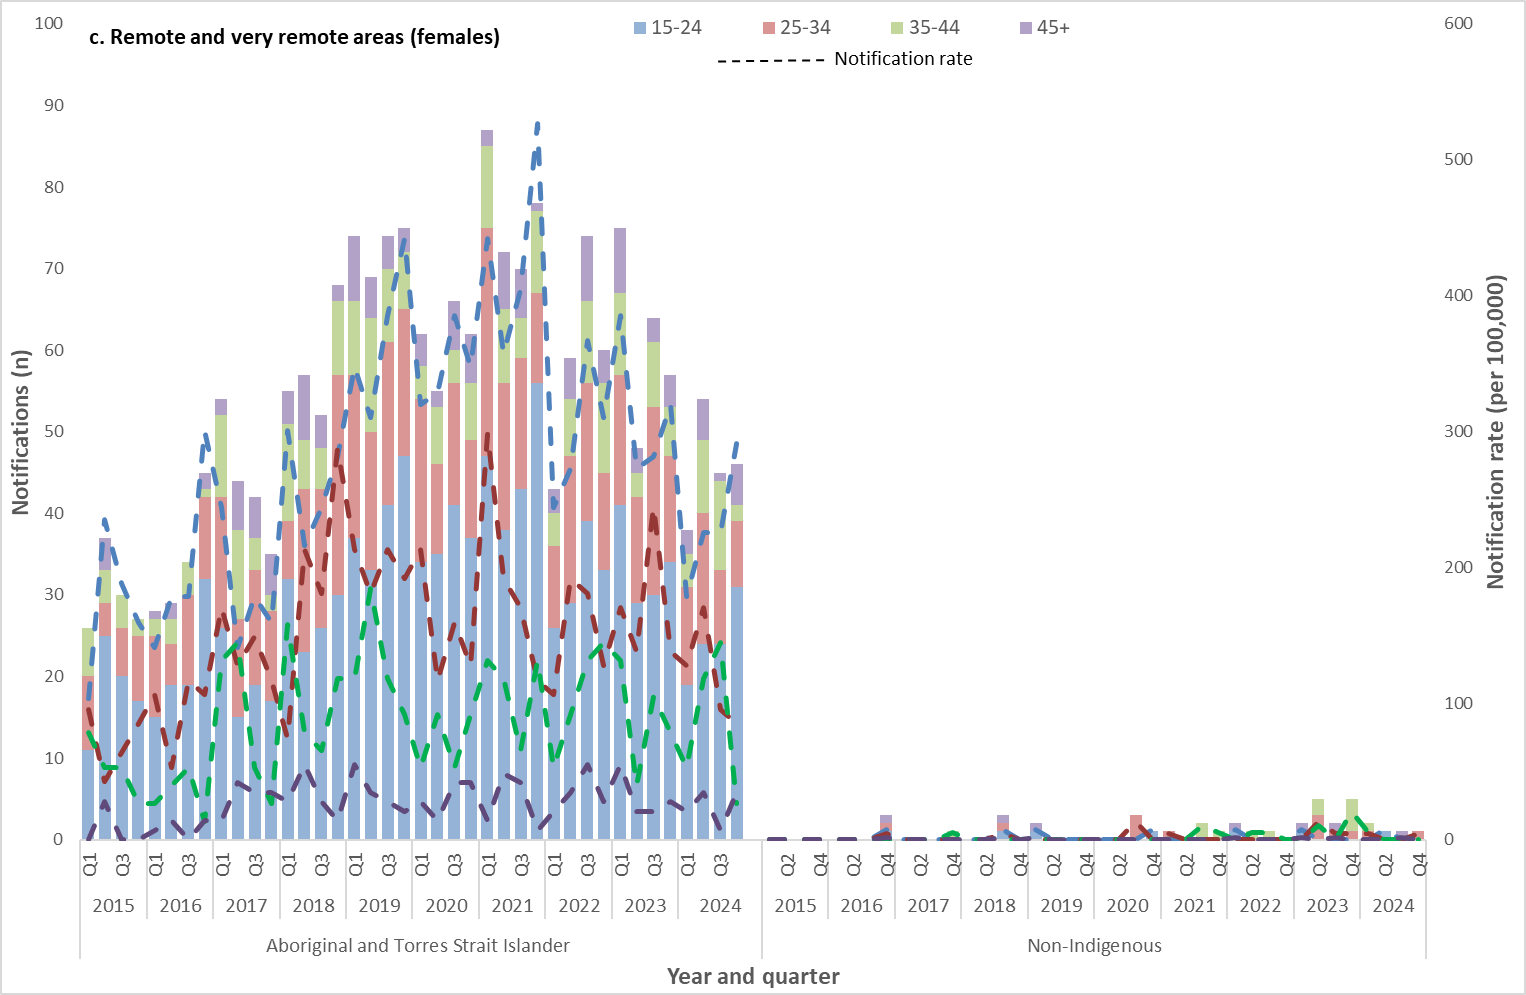 c. Remote and very remote areas (females)
15-24 25-34 35-44 45+
Notification rate
100
90
80
70
60
50
40
30
20
10
0
Notifications (n)
600
500
400
300
200
100
0
Notification rate (per 100,000)
Q1 Q3 Q1 Q3 Q1 Q3 Q1 Q3 Q1 Q3 Q1 Q3 Q1 Q3 Q1 Q3 Q1 Q3 Q1 Q3 Q2 Q4 Q2 Q4 Q2 Q4 Q2 Q4 Q2 Q4 Q2 Q4 Q2 Q4 Q2 Q4 Q2 Q4 Q2 Q4
2015 2016 2017 2018 2019 2020 2021 2022 2023 2024 2015 2016 2017 2018 2019 2020 2021 2022 2023 2024
Aboriginal and Torres Strait Islander Non-Indigenous
Year and quarter